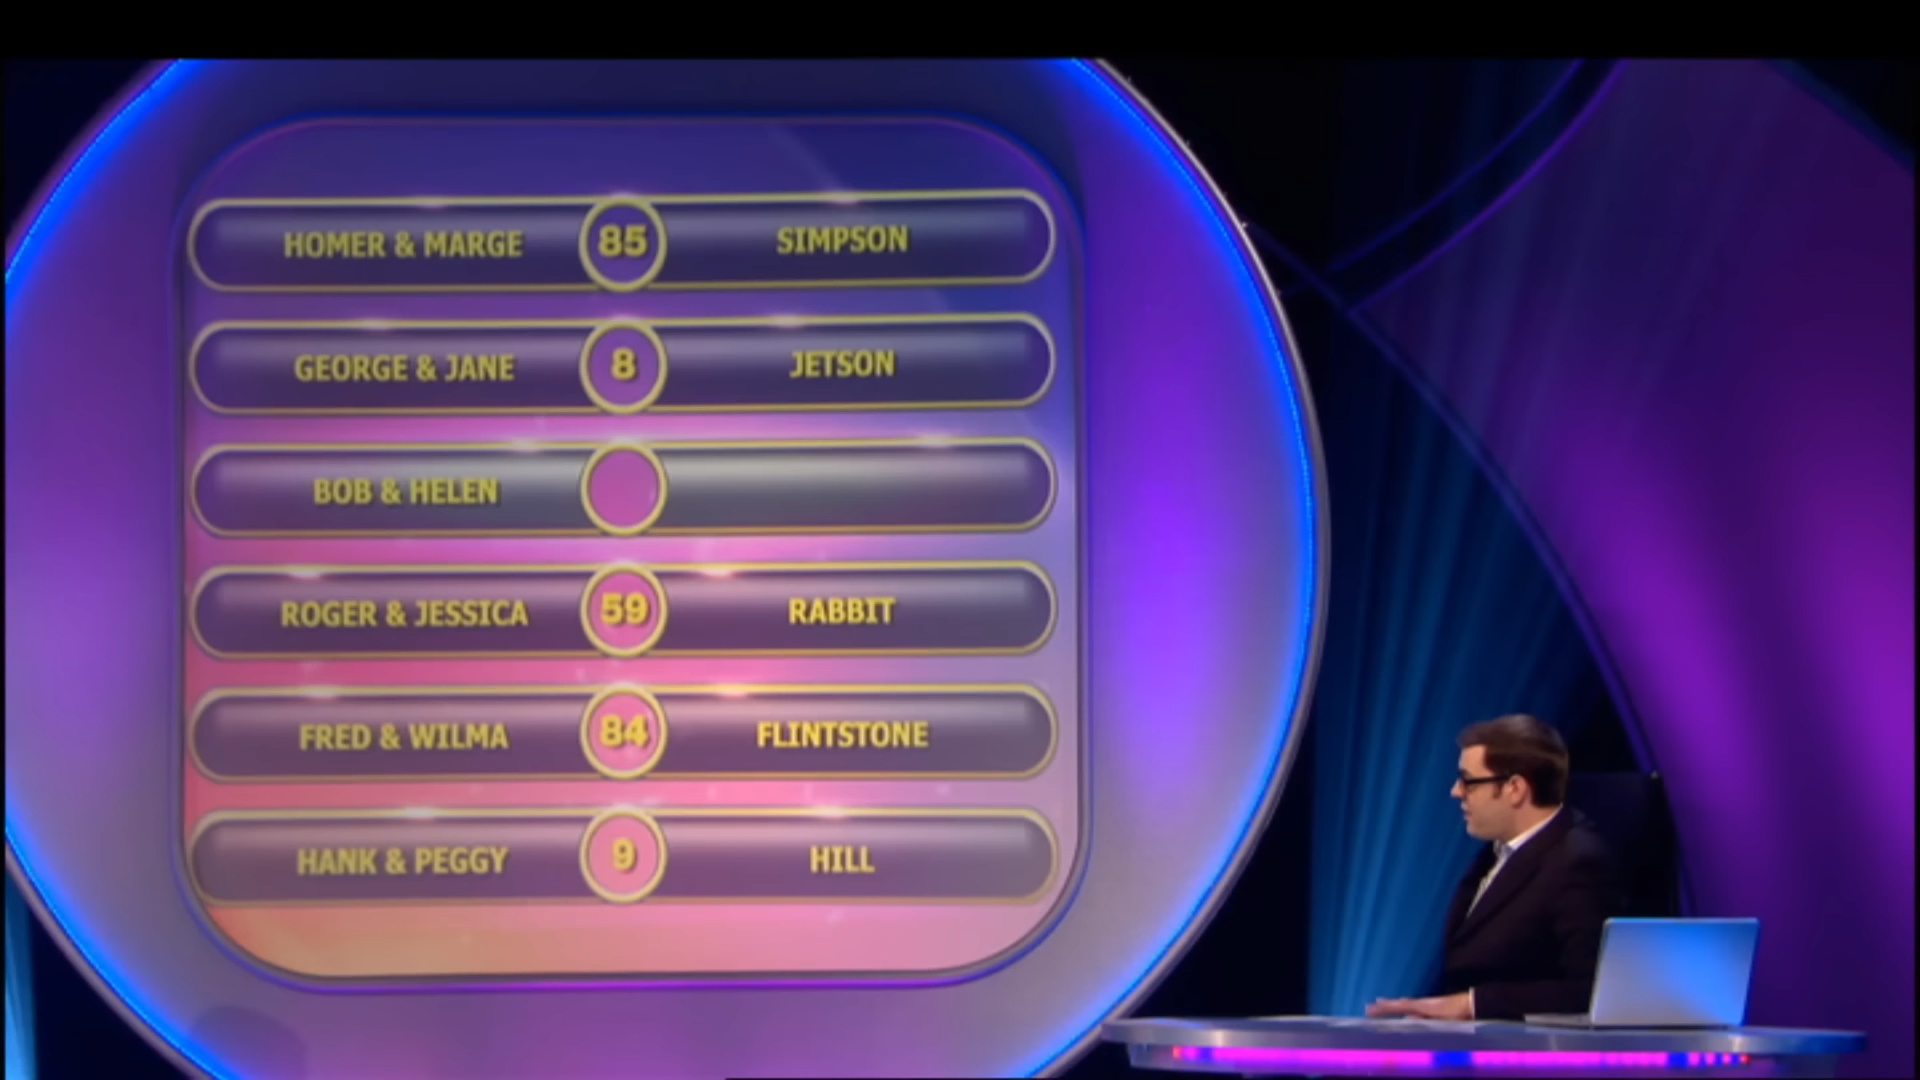 HOMER & MARGE 85 SIMPSON
GEORGE & JANE 8 JETSON
BOB & HELEN
ROGER & JESSICA 59 RABBIT
FRED & WILMA 84 FLINTSTONE
HANK & PEGGY 9 HILL